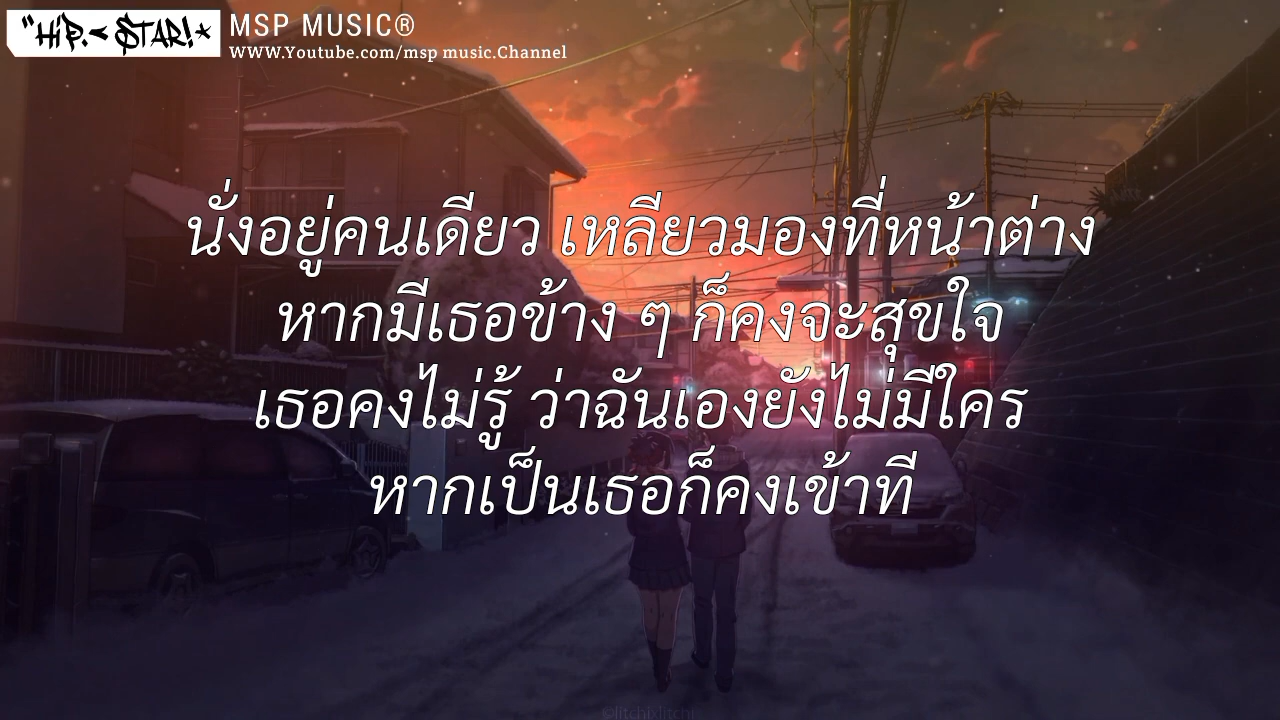 "HiP.< $TAR!★
MSP MUSIC®
WWW.Youtube.com/msp music.Channel
นั่งอยู่คนเดียว เหลียวมองที่หน้าต่าง
หากมีเธอข้าง ๆ ก็คงจะสุขใจ
เธอคงไม่รู้ ว่าฉันเองยังไม่มีใคร
หากเป็นเธอก็คงเข้าที